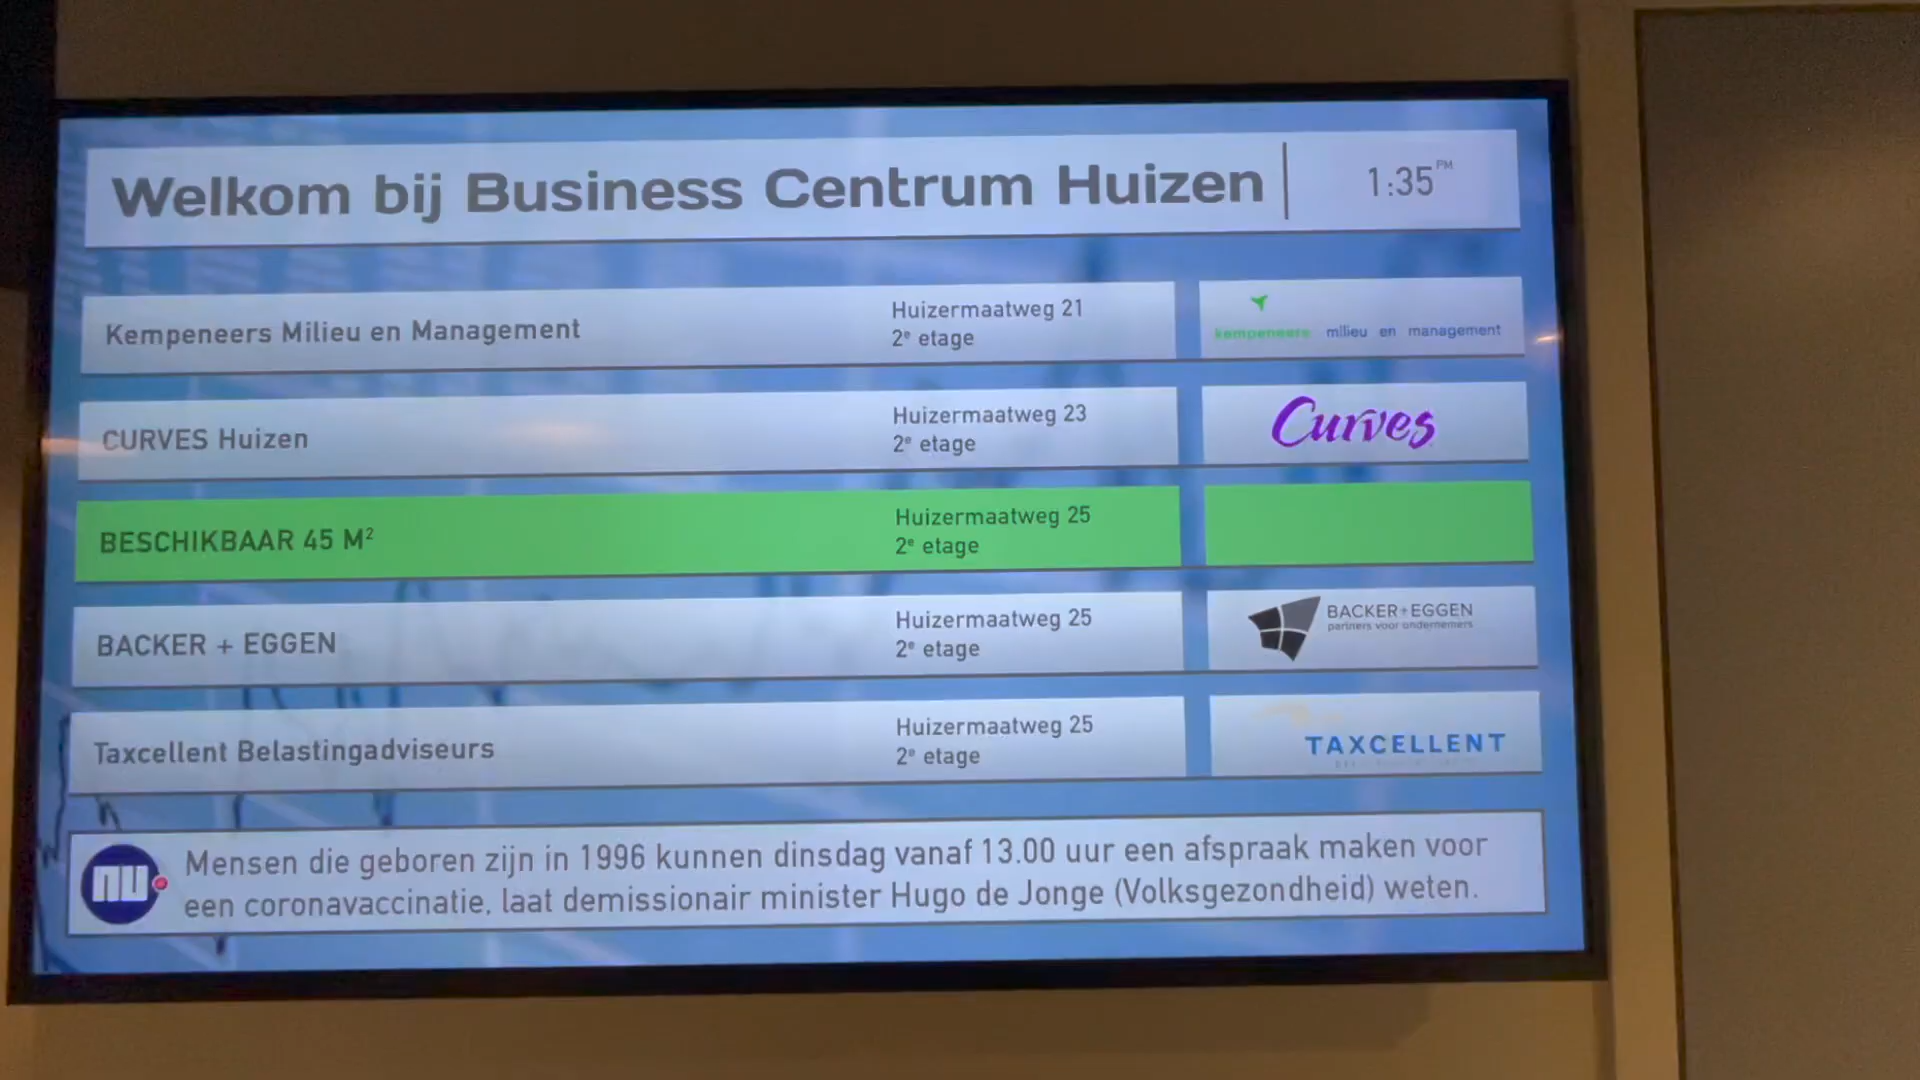 Welkom bij Business Centrum Huizen
1:35 PM
Kempeneers Milieu en Management
Huizermaatweg 21
2e etage
kempeneers milieu en management
CURVES Huizen
Huizermaatweg 23
2e etage
Curves
BESCHIKBAAR 45 M²
Huizermaatweg 25
2e etage
BACKER + EGGEN
Huizermaatweg 25
2e etage
BACKER+EGGEN
partners voor ondernemers
Taxcellent Belastingadviseurs
Huizermaatweg 25
2e etage
TAXCELLENT
nu
Mensen die geboren zijn in 1996 kunnen dinsdag vanaf 13.00 uur een afspraak maken voor
een coronavaccinatie, laat demissionair minister Hugo de Jonge (Volksgezondheid) weten.